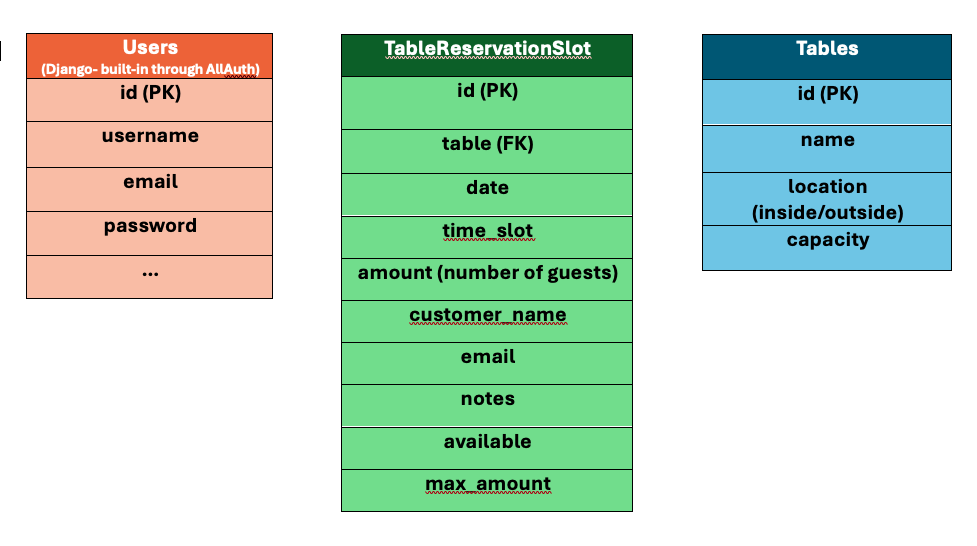 Users
(Django- built-in through AllAuth)
id (PK)
username
email
password
...
TableReservationSlot
id (PK)
table (FK)
date
time_slot
amount (number of guests)
customer_name
email
notes
available
max_amount
Tables
id (PK)
name
location
(inside/outside)
capacity